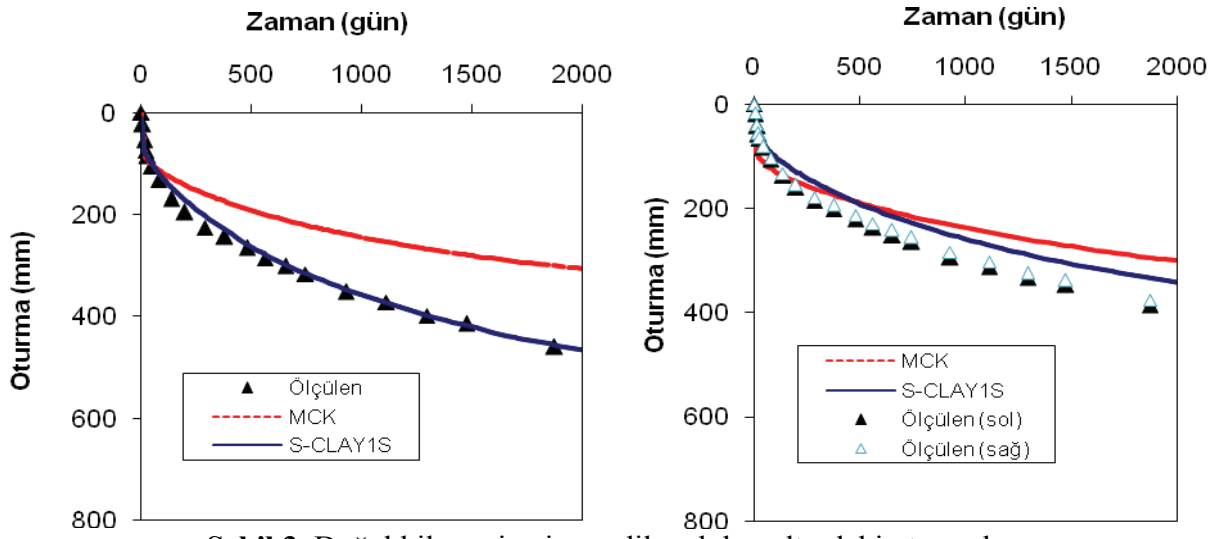 Zaman (gün)
0 500 1000 1500 2000
0
200
400
600
800
Oturma (mm)
Ölçülen
MCK
S-CLAY1S
Zaman (gün)
0 500 1000 1500 2000
0
200
400
600
800
Oturma (mm)
MCK
S-CLAY1S
Ölçülen (sol)
Ölçülen (sağ)